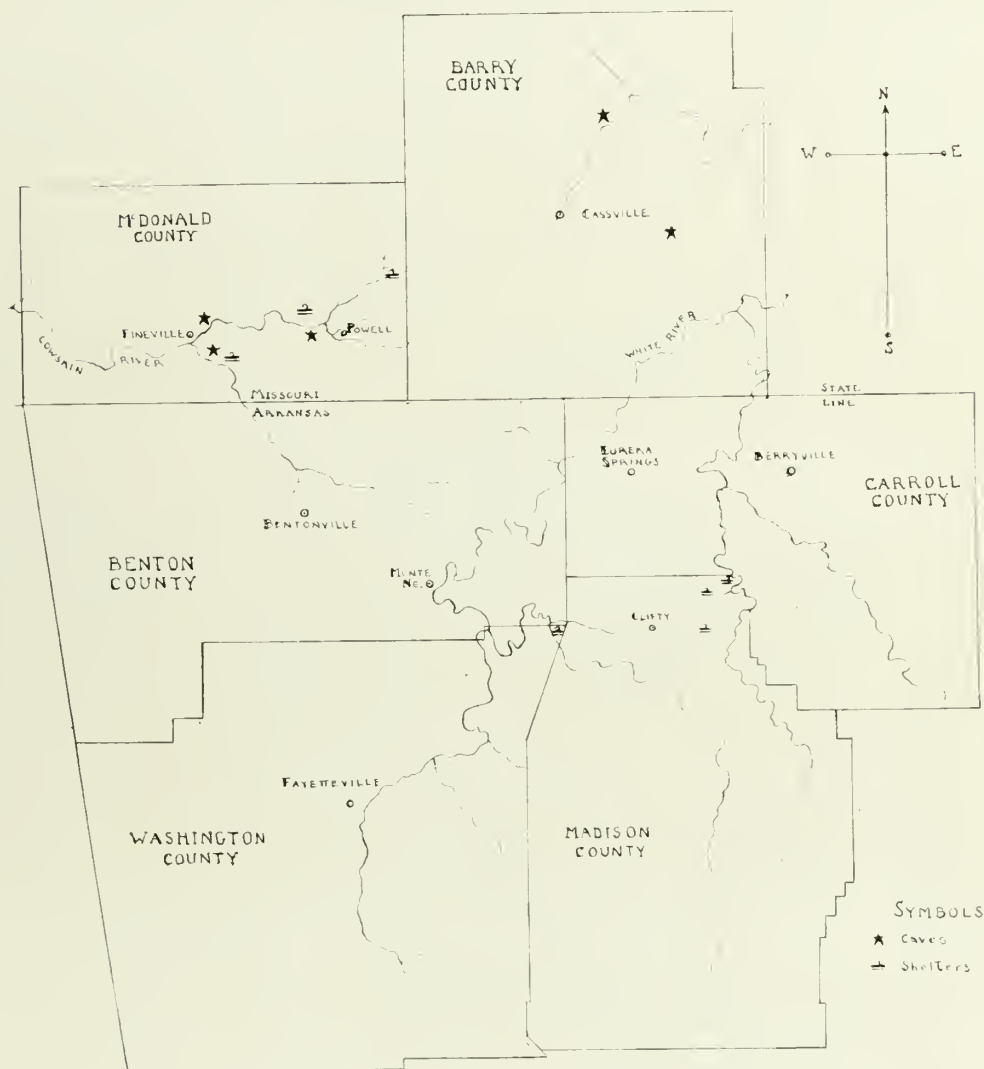 BARRY
COUNTY
N
W
E
S
McDONALD
COUNTY
CASSVILLE
PINEVILLE
POWELL
COWSKIN RIVER
WHITE RIVER
MISSOURI
ARKANSAS
STATE
LINE
EUREKA
SPRINGS
BERRYVILLE
CARROLL
COUNTY
BENTONVILLE
BENTON
COUNTY
MONTE
NE.
CLIFTY
FAYETTEVILLE
WASHINGTON
COUNTY
MADISON
COUNTY
SYMBOLS
Caves
Shelters